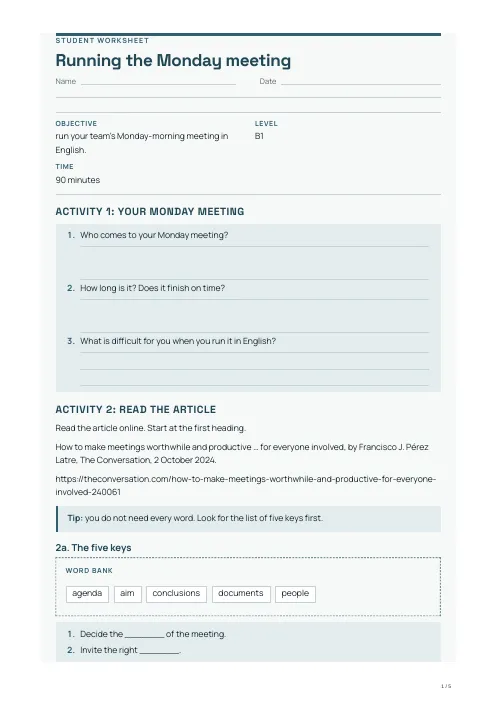 STUDENT WORKSHEET
Running the Monday meeting
Name Date
OBJECTIVE LEVEL
run your team's Monday-morning meeting in B1
English.
TIME
90 minutes
ACTIVITY 1: YOUR MONDAY MEETING
1. Who comes to your Monday meeting?
2. How long is it? Does it finish on time?
3. What is difficult for you when you run it in English?
ACTIVITY 2: READ THE ARTICLE
Read the article online. Start at the first heading.
How to make meetings worthwhile and productive ... for everyone involved, by Francisco J. Pérez
Latre, The Conversation, 2 October 2024.
https://theconversation.com/how-to-make-meetings-worthwhile-and-productive-for-everyone-
involved-240061
Tip: you do not need every word. Look for the list of five keys first.
2a. The five keys
WORD BANK
agenda aim conclusions documents people
1. Decide the ________ of the meeting.
2. Invite the right ________.
1 / 5